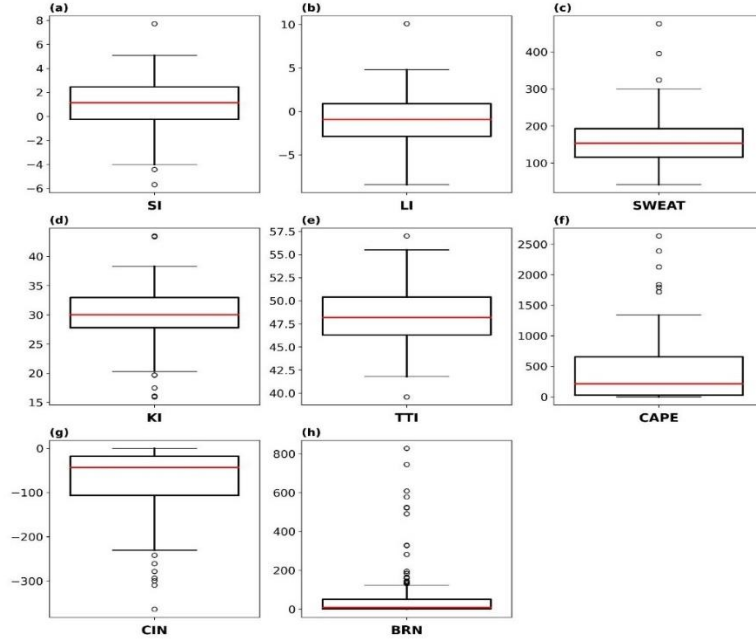 (a)
8
6
4
2
0
−2
−4
−6
SI
(b)
10
5
0
−5
LI
(c)
400
300
200
100
SWEAT
(d)
40
35
30
25
20
15
KI
(e)
57.5
55.0
52.5
50.0
47.5
45.0
42.5
40.0
TTI
(f)
2500
2000
1500
1000
500
0
CAPE
(g)
0
−100
−200
−300
CIN
(h)
800
600
400
200
0
BRN